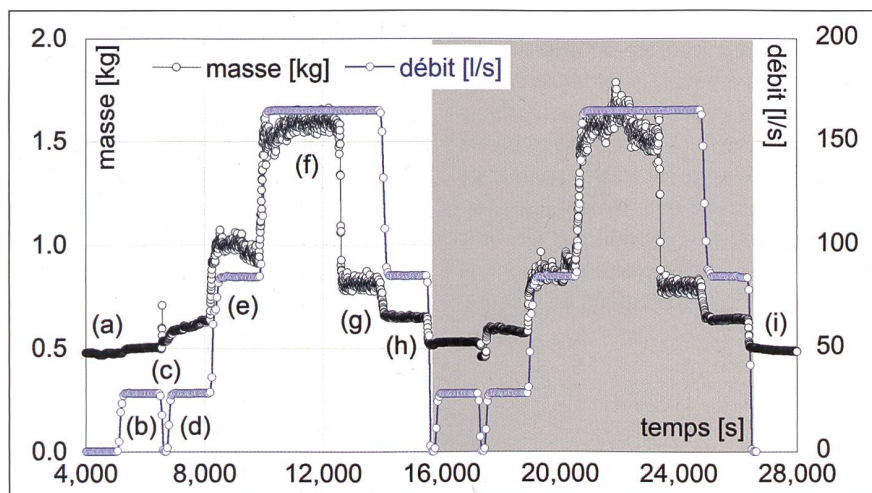 2.0
masse [kg]
1.5
1.0
0.5
0.0
masse [kg]
débit [l/s]
200
débit [l/s]
150
100
50
0
(a)
(b)
(c)
(d)
(e)
(f)
(g)
(h)
(i)
temps [s]
4,000 8,000 12,000 16,000 20,000 24,000 28,000